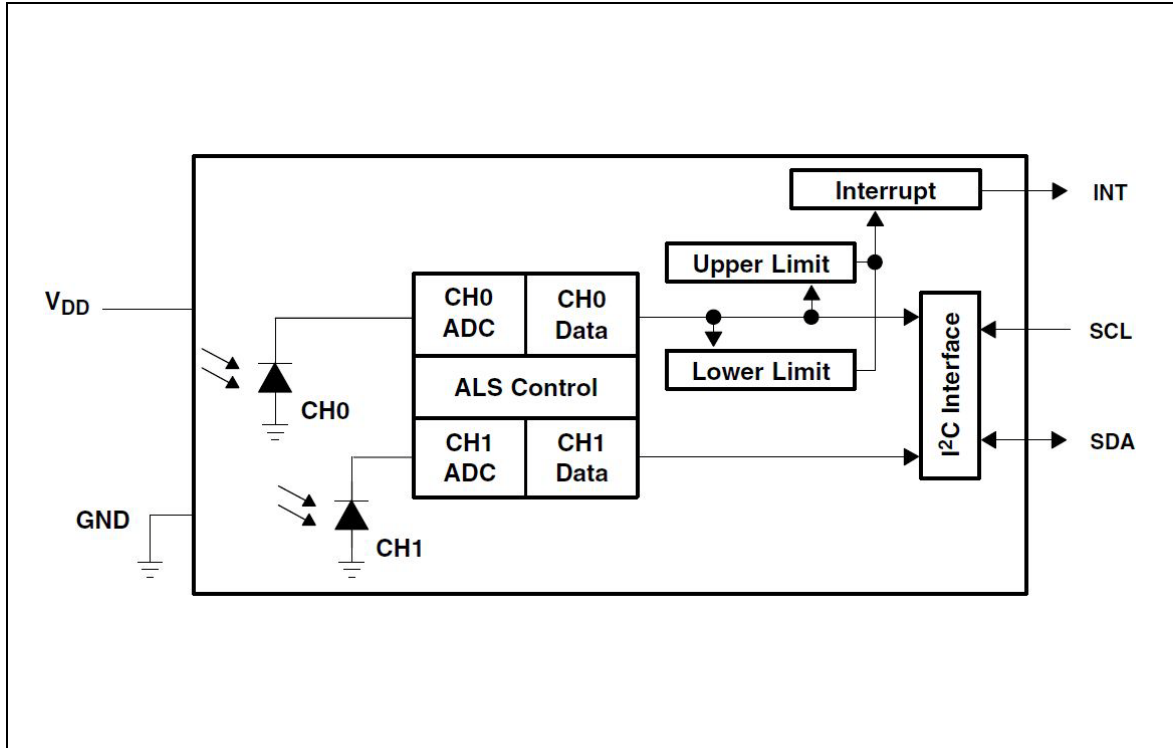 Interrupt
INT
Upper Limit
V_DD
CH0
ADC
CH0
Data
SCL
Lower Limit
ALS Control
I²C Interface
CH0
CH1
ADC
CH1
Data
SDA
GND
CH1